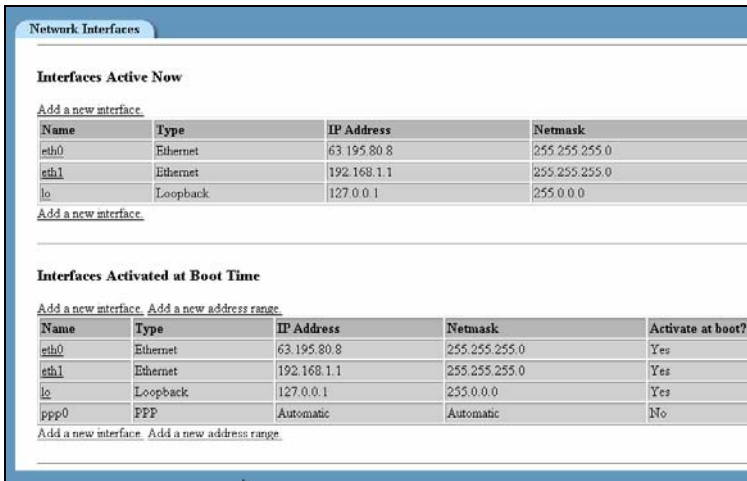 Network Interfaces
Interfaces Active Now
Add a new interface.
Name Type IP Address Netmask
eth0 Ethernet 63.195.80.8 255.255.255.0
eth1 Ethernet 192.168.1.1 255.255.255.0
lo Loopback 127.0.0.1 255.0.0.0
Add a new interface.
Interfaces Activated at Boot Time
Add a new interface. Add a new address range.
Name Type IP Address Netmask Activate at boot?
eth0 Ethernet 63.195.80.8 255.255.255.0 Yes
eth1 Ethernet 192.168.1.1 255.255.255.0 Yes
lo Loopback 127.0.0.1 255.0.0.0 Yes
ppp0 PPP Automatic Automatic No
Add a new interface. Add a new address range.